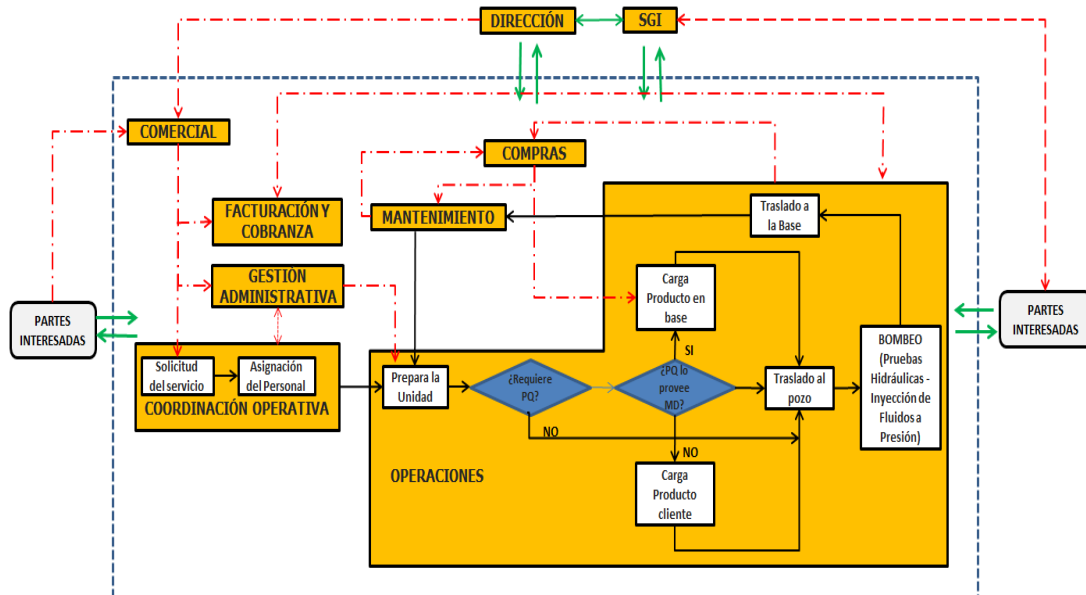 DIRECCIÓN
SGI
COMERCIAL
COMPRAS
FACTURACIÓN Y
COBRANZA
MANTENIMIENTO
Traslado a
la Base
GESTIÓN
ADMINISTRATIVA
Carga
Producto en
base
PARTES
INTERESADAS
PARTES
INTERESADAS
Solicitud
del servicio
Asignación
del Personal
COORDINACIÓN OPERATIVA
Prepara la
Unidad
¿Requiere
PQ?
NO
SI
¿PQ lo
provee
MD?
NO
Traslado al
pozo
BOMBEO
(Pruebas
Hidráulicas -
Inyección de
Fluidos a
Presión)
OPERACIONES
Carga
Producto
cliente